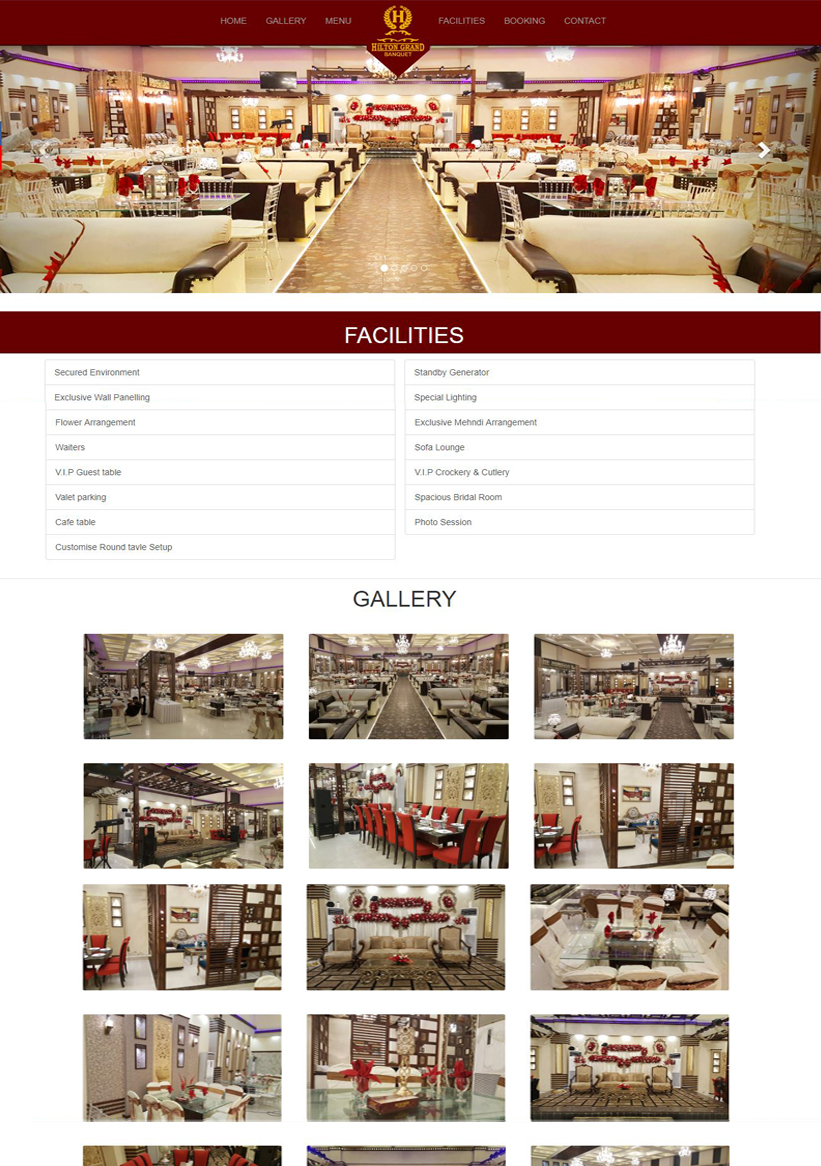 HOME GALLERY MENU FACILITIES BOOKING CONTACT
H
HILTON GRAND
BANQUET
FACILITIES
Secured Environment
Exclusive Wall Panelling
Flower Arrangement
Waiters
V.I.P Guest table
Valet parking
Cafe table
Customise Round tavle Setup
Standby Generator
Special Lighting
Exclusive Mehndi Arrangement
Sofa Lounge
V.I.P Crockery & Cutlery
Spacious Bridal Room
Photo Session
GALLERY